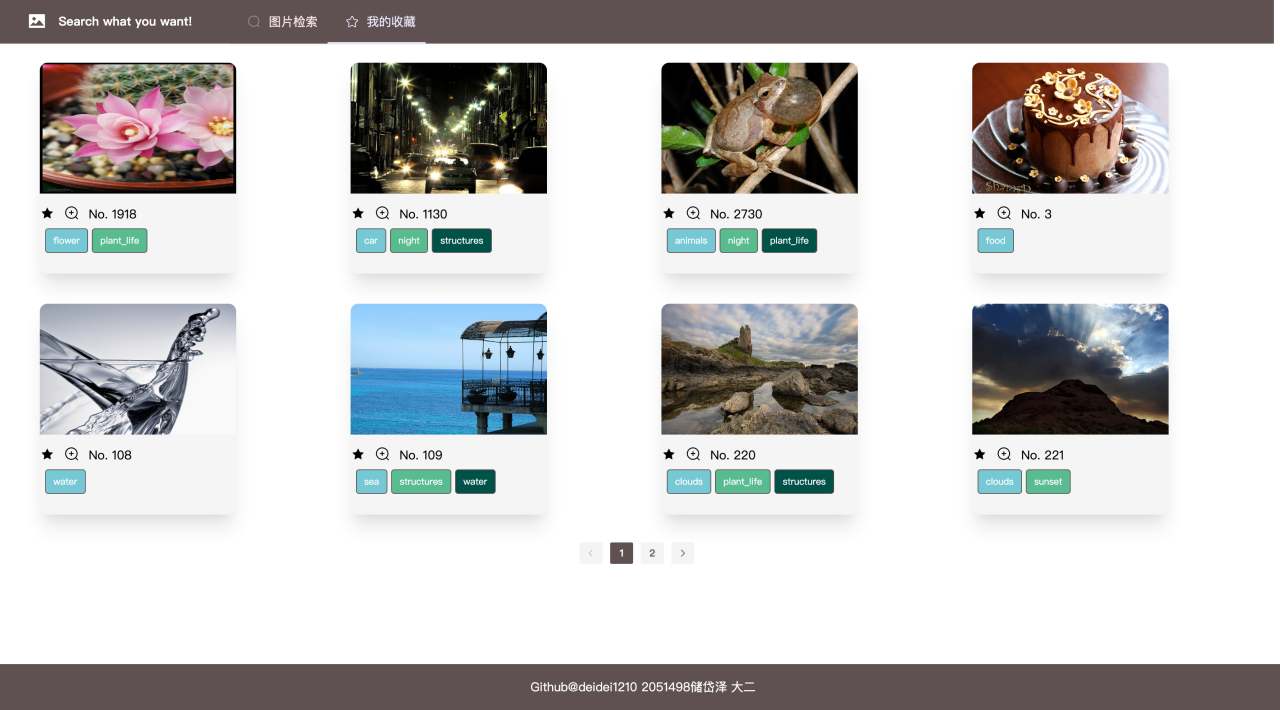 Search what you want!
图片检索
我的收藏
No. 1918
flower
plant_life
No. 1130
car
night
structures
No. 2730
animals
night
plant_life
No. 3
food
No. 108
water
No. 109
sea
structures
water
No. 220
clouds
plant_life
structures
No. 221
clouds
sunset
1
2
Github@deidei1210 2051498储岱泽 大二